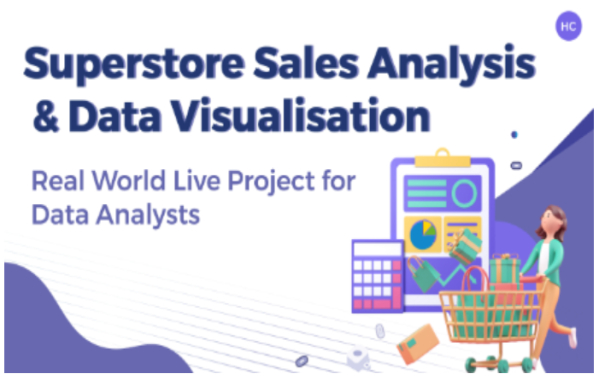 HC
Superstore Sales Analysis
& Data Visualisation
Real World Live Project for
Data Analysts